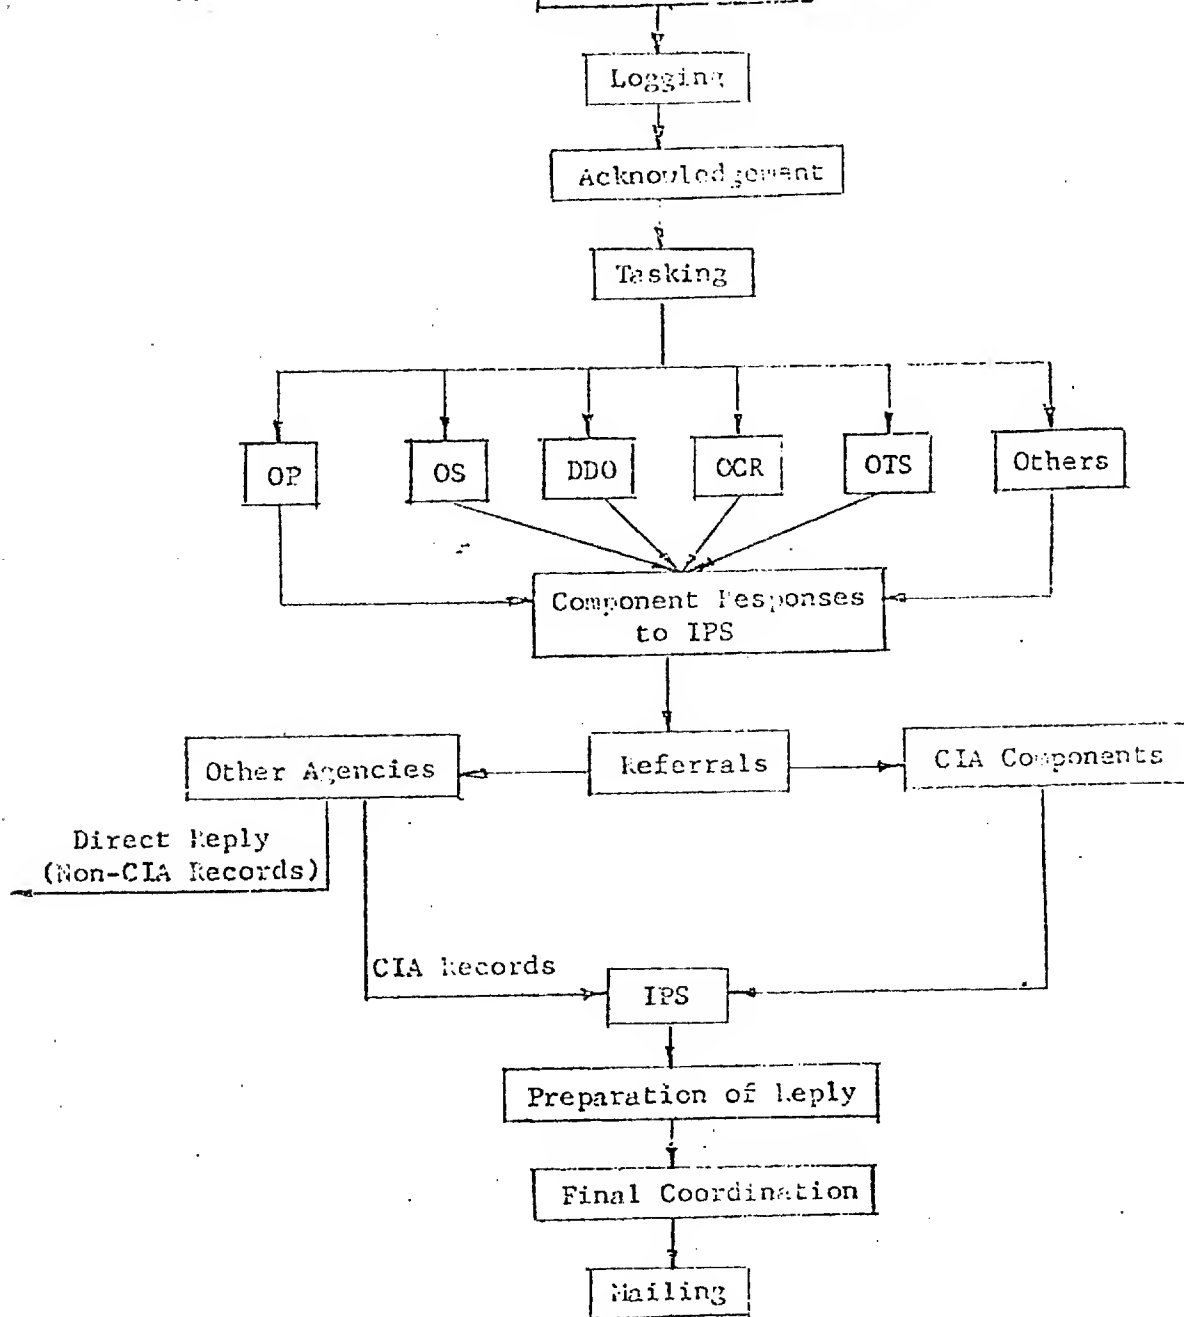 Logging
Acknowledgement
Tasking
OP
OS
DDO
OCR
OTS
Others
Component Responses
to IPS
Other Agencies
Referrals
CIA Components
Direct Reply
(Non-CIA Records)
CIA Records
IPS
Preparation of Reply
Final Coordination
Mailing